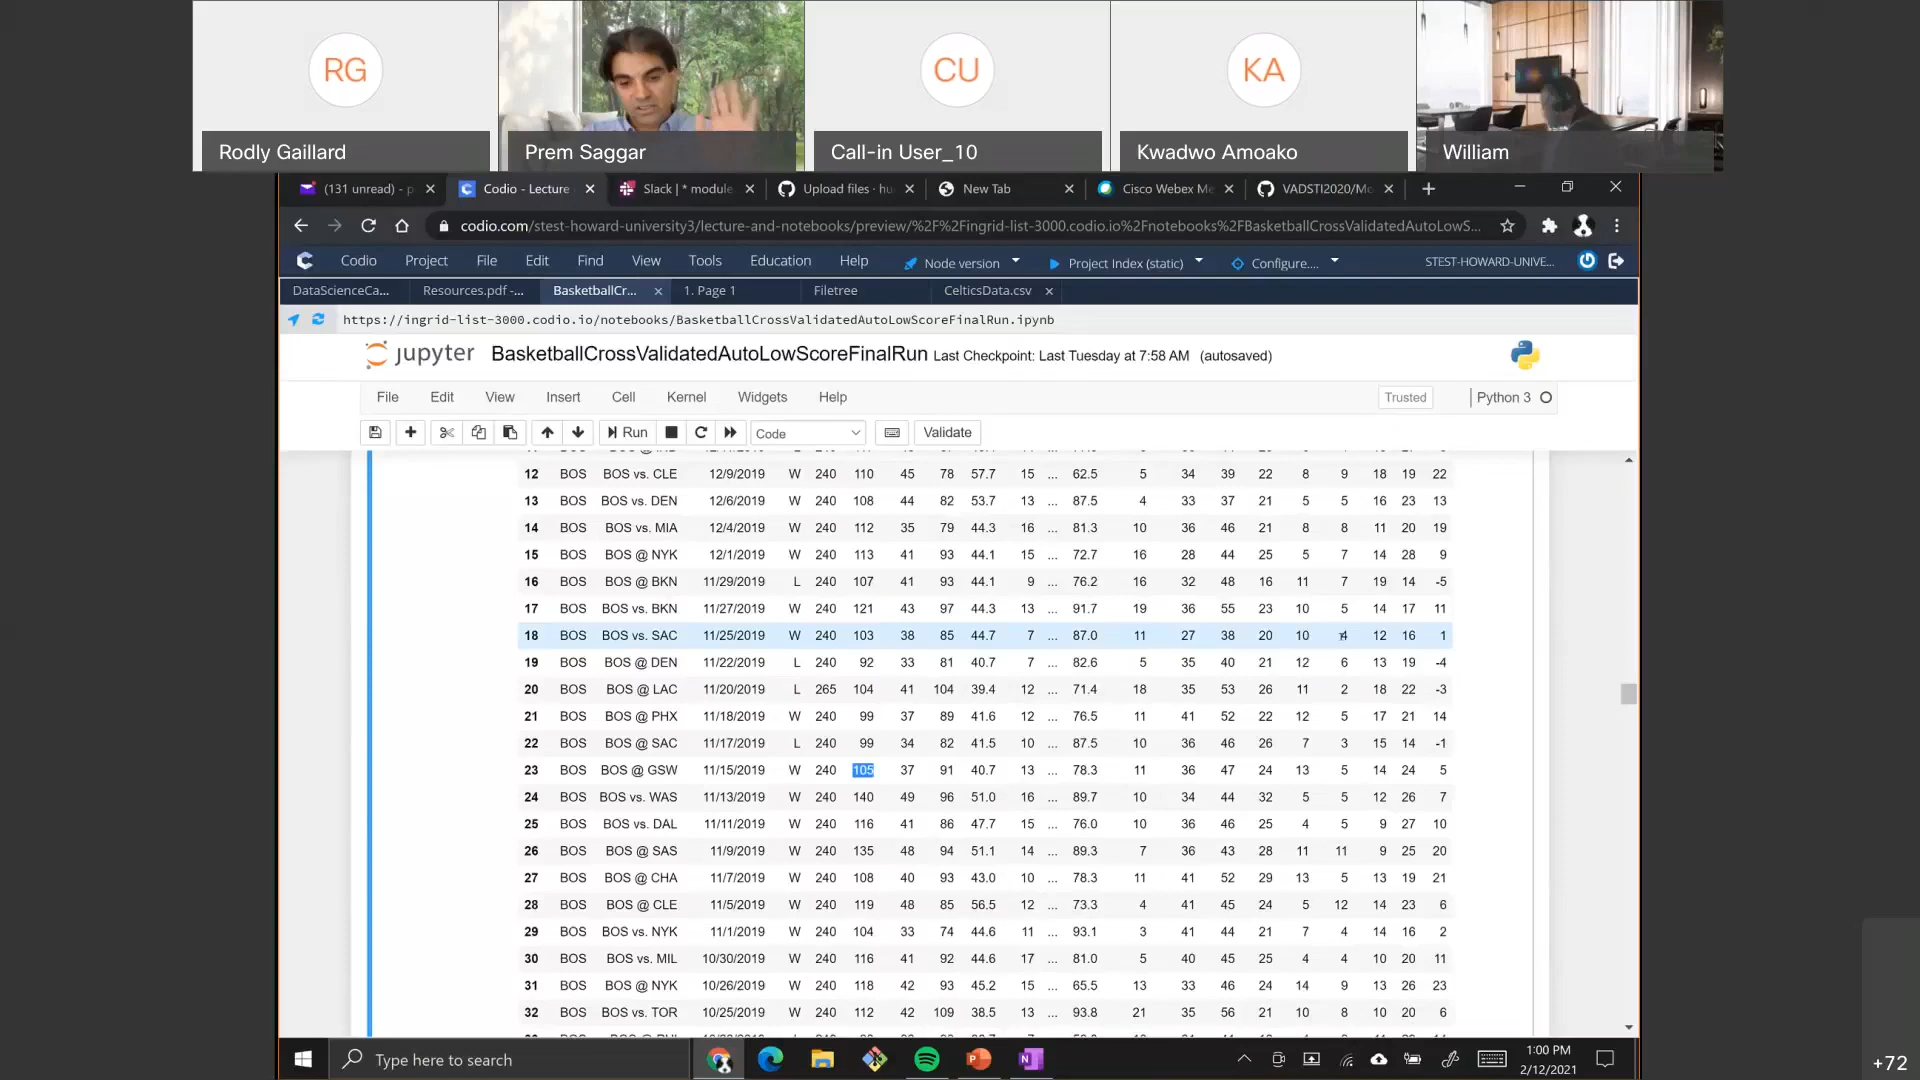 RG
CU
KA
Rodly Gaillard
Prem Saggar
Call-in User_10
Kwadwo Amoako
William
(131 unread) - p
Codio - Lecture
Slack | * module
Upload files · hu
New Tab
Cisco Webex Me
VADSTI2020/Mo
codio.com/stest-howard-university3/lecture-and-notebooks/preview/%2F%2Fingrid-list-3000.codio.io%2Fnotebooks%2FBasketballCrossValidatedAutoLowS...
Codio Project File Edit Find View Tools Education Help Node version Project Index (static) Configure.... STEST-HOWARD-UNIVE...
DataScienceCa... Resources.pdf -... BasketballCr... 1. Page 1 Filetree CelticsData.csv
https://ingrid-list-3000.codio.io/notebooks/BasketballCrossValidatedAutoLowScoreFinalRun.ipynb
jupyter BasketballCrossValidatedAutoLowScoreFinalRun Last Checkpoint: Last Tuesday at 7:58 AM (autosaved)
File Edit View Insert Cell Kernel Widgets Help Trusted Python 3
Run Code Validate
12 BOS BOS vs. CLE 12/9/2019 W 240 110 45 78 57.7 15 ... 62.5 5 34 39 22 8 9 18 19 22
13 BOS BOS vs. DEN 12/6/2019 W 240 108 44 82 53.7 13 ... 87.5 4 33 37 21 5 5 16 23 13
14 BOS BOS vs. MIA 12/4/2019 W 240 112 35 79 44.3 16 ... 81.3 10 36 46 21 8 8 11 20 19
15 BOS BOS @ NYK 12/1/2019 W 240 113 41 93 44.1 15 ... 72.7 16 28 44 25 5 7 14 28 9
16 BOS BOS @ BKN 11/29/2019 L 240 107 41 93 44.1 9 ... 76.2 16 32 48 16 11 7 19 14 -5
17 BOS BOS vs. BKN 11/27/2019 W 240 121 43 97 44.3 13 ... 91.7 19 36 55 23 10 5 14 17 11
18 BOS BOS vs. SAC 11/25/2019 W 240 103 38 85 44.7 7 ... 87.0 11 27 38 20 10 4 12 16 1
19 BOS BOS @ DEN 11/22/2019 L 240 92 33 81 40.7 7 ... 82.6 5 35 40 21 12 6 13 19 -4
20 BOS BOS @ LAC 11/20/2019 L 265 104 41 104 39.4 12 ... 71.4 18 35 53 26 11 2 18 22 -3
21 BOS BOS @ PHX 11/18/2019 W 240 99 37 89 41.6 12 ... 76.5 11 41 52 22 12 5 17 21 14
22 BOS BOS @ SAC 11/17/2019 L 240 99 34 82 41.5 10 ... 87.5 10 36 46 26 7 3 15 14 -1
23 BOS BOS @ GSW 11/15/2019 W 240 105 37 91 40.7 13 ... 78.3 11 36 47 24 13 5 14 24 5
24 BOS BOS vs. WAS 11/13/2019 W 240 140 49 96 51.0 16 ... 89.7 10 34 44 32 5 5 12 26 7
25 BOS BOS vs. DAL 11/11/2019 W 240 116 41 86 47.7 15 ... 76.0 10 36 46 25 4 5 9 27 10
26 BOS BOS @ SAS 11/9/2019 W 240 135 48 94 51.1 14 ... 89.3 7 36 43 28 11 11 9 25 20
27 BOS BOS @ CHA 11/7/2019 W 240 108 40 93 43.0 10 ... 78.3 11 41 52 29 13 5 13 19 21
28 BOS BOS @ CLE 11/5/2019 W 240 119 48 85 56.5 12 ... 73.3 4 41 45 24 5 12 14 23 6
29 BOS BOS vs. NYK 11/1/2019 W 240 104 33 74 44.6 11 ... 93.1 3 41 44 21 7 4 14 16 2
30 BOS BOS vs. MIL 10/30/2019 W 240 116 41 92 44.6 17 ... 81.0 5 40 45 25 4 4 10 20 11
31 BOS BOS @ NYK 10/26/2019 W 240 118 42 93 45.2 15 ... 65.5 13 33 46 24 14 9 13 26 23
32 BOS BOS vs. TOR 10/25/2019 W 240 112 42 109 38.5 13 ... 93.8 21 35 56 21 10 8 10 20 6
Type here to search
1:00 PM
2/12/2021
+72